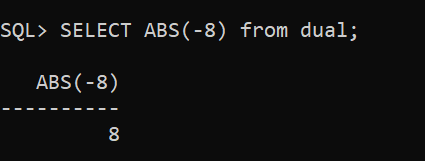 SQL> SELECT ABS(-8) from dual;
ABS(-8)
----------
8